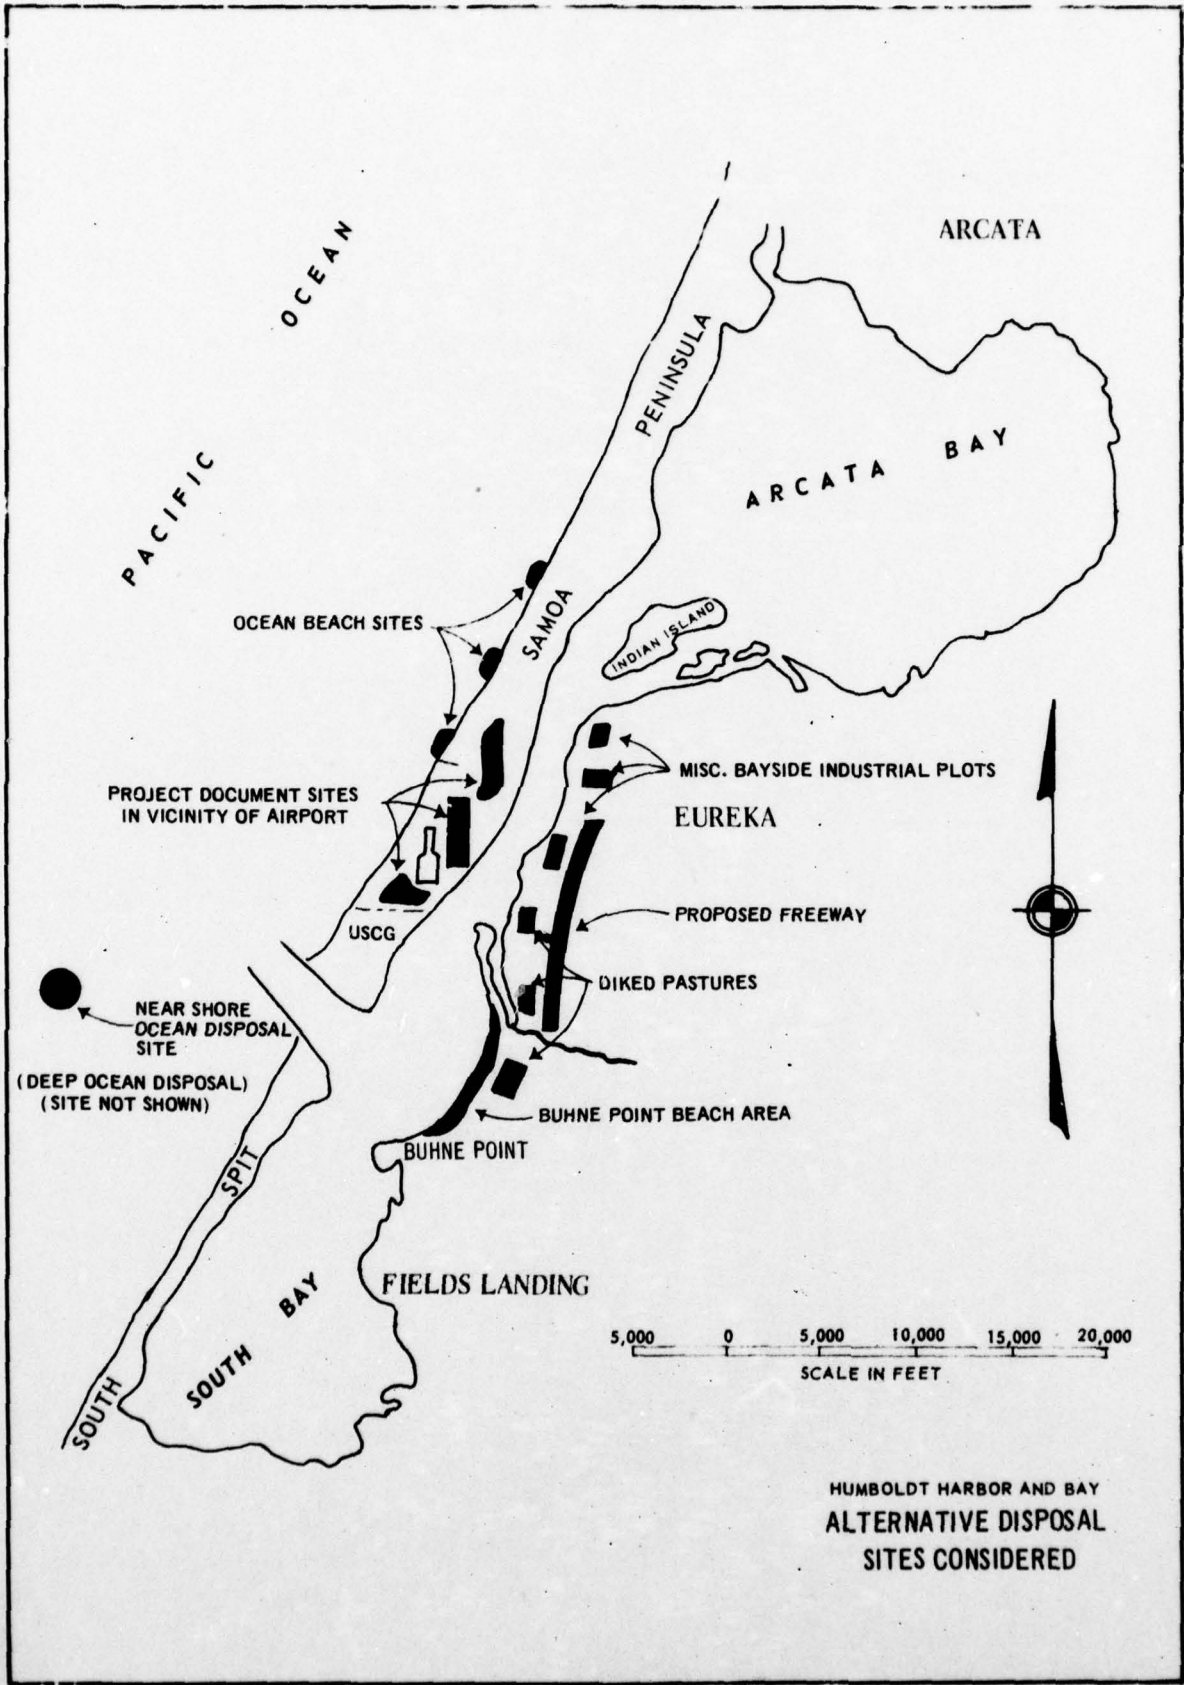 ARCATA
PACIFIC OCEAN
SAMOA PENINSULA
ARCATA BAY
OCEAN BEACH SITES
INDIAN ISLAND
MISC. BAYSIDE INDUSTRIAL PLOTS
PROJECT DOCUMENT SITES
IN VICINITY OF AIRPORT
EUREKA
PROPOSED FREEWAY
USCG
DIKED PASTURES
NEAR SHORE
OCEAN DISPOSAL
SITE
(DEEP OCEAN DISPOSAL)
(SITE NOT SHOWN)
BUHNE POINT BEACH AREA
BUHNE POINT
SOUTH SPIT
SOUTH BAY
FIELDS LANDING
5,000 0 5,000 10,000 15,000 20,000
SCALE IN FEET
HUMBOLDT HARBOR AND BAY
ALTERNATIVE DISPOSAL
SITES CONSIDERED